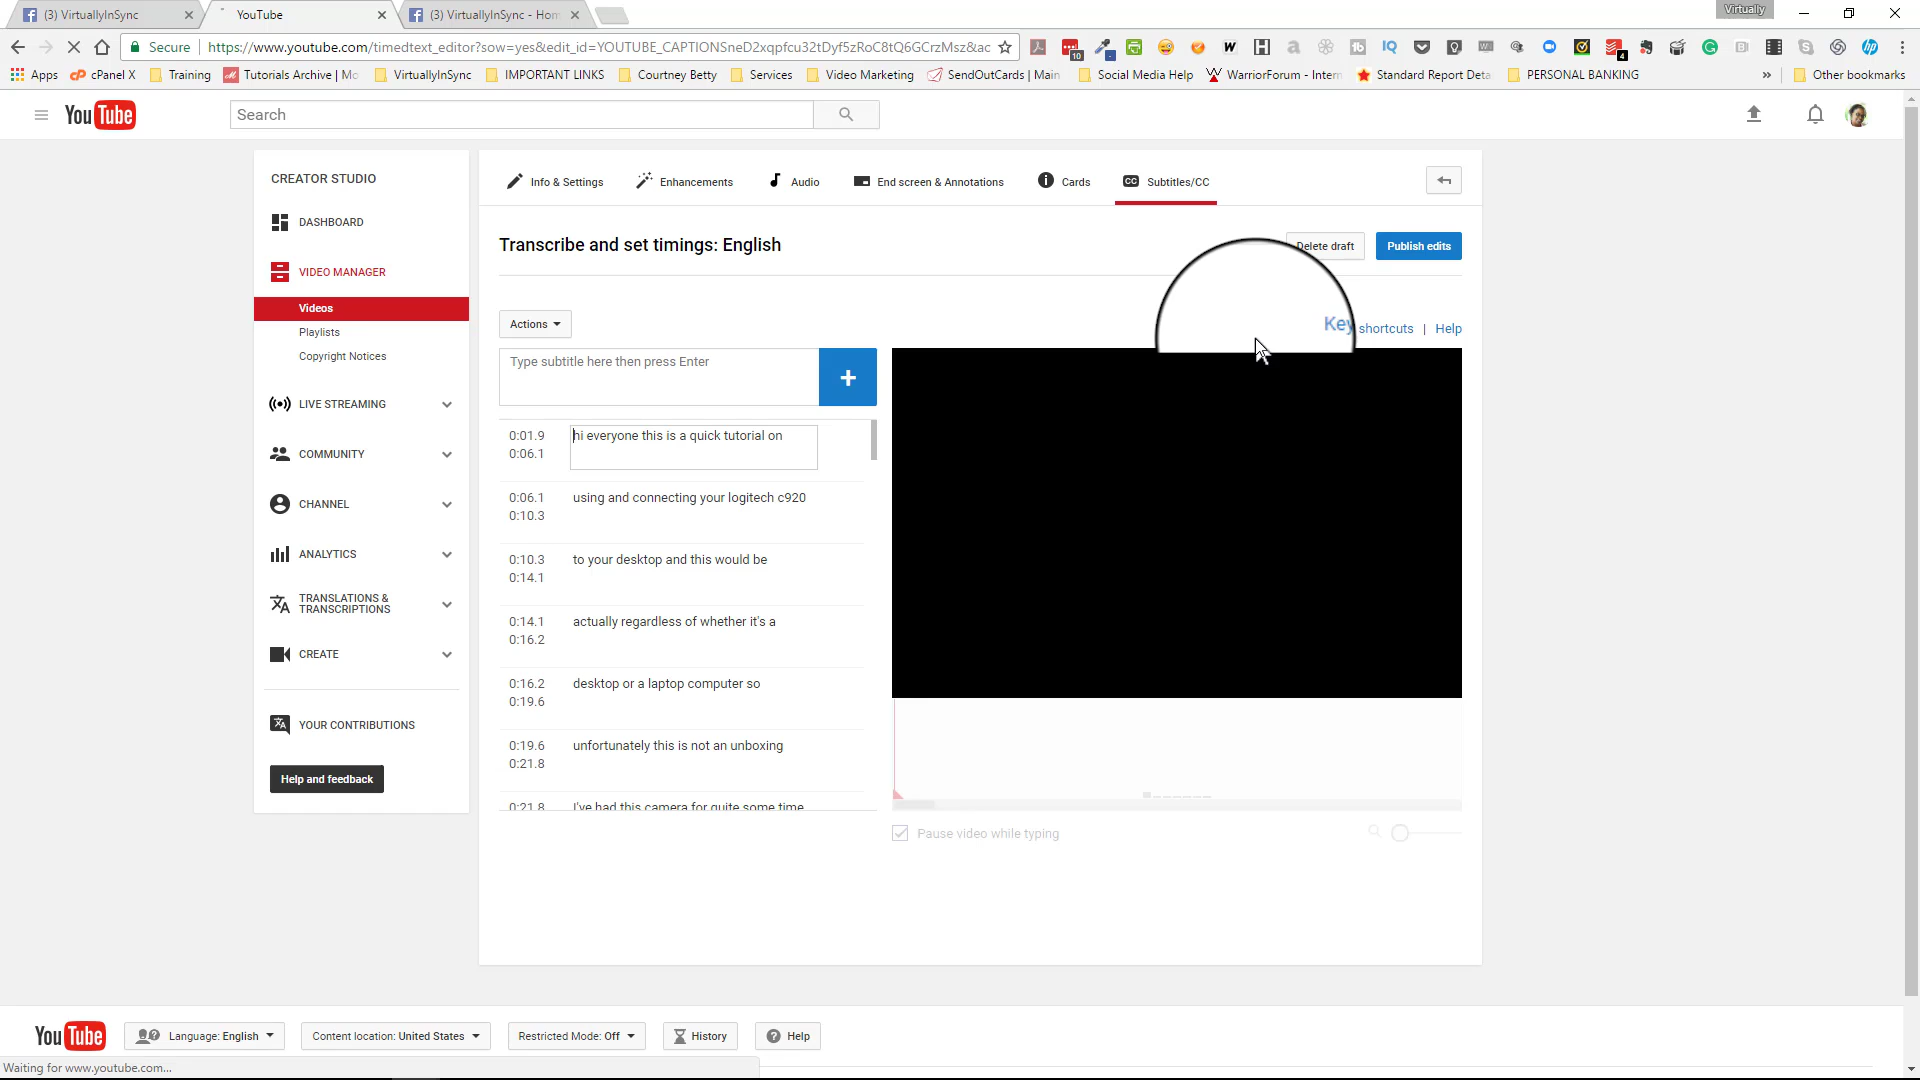 (3) VirtuallyInSync
YouTube
(3) VirtuallyInSync - Hom
Virtually
Secure
https://www.youtube.com/timedtext_editor?sow=yes&edit_id=YOUTUBE_CAPTIONSneD2xqpfcu32tDyf5zRoC8tQ6GCrzMsz&ac
Apps
cPanel X
Training
Tutorials Archive | Mo
VirtuallyInSync
IMPORTANT LINKS
Courtney Betty
Services
Video Marketing
SendOutCards | Main
Social Media Help
WarriorForum - Intern
Standard Report Deta
PERSONAL BANKING
»
Other bookmarks
YouTube
Search
CREATOR STUDIO
DASHBOARD
VIDEO MANAGER
Videos
Playlists
Copyright Notices
LIVE STREAMING
COMMUNITY
CHANNEL
ANALYTICS
TRANSLATIONS &
TRANSCRIPTIONS
CREATE
YOUR CONTRIBUTIONS
Help and feedback
Info & Settings
Enhancements
Audio
End screen & Annotations
Cards
CC Subtitles/CC
Transcribe and set timings: English
Delete draft
Publish edits
Actions
Key shortcuts | Help
Type subtitle here then press Enter
+
0:01.9 hi everyone this is a quick tutorial on
0:06.1
0:06.1 using and connecting your logitech c920
0:10.3
0:10.3 to your desktop and this would be
0:14.1
0:14.1 actually regardless of whether it's a
0:16.2
0:16.2 desktop or a laptop computer so
0:19.6
0:19.6 unfortunately this is not an unboxing
0:21.8
0:21.8 I've had this camera for quite some time
Pause video while typing
YouTube
Language: English
Content location: United States
Restricted Mode: Off
History
Help
Waiting for www.youtube.com...